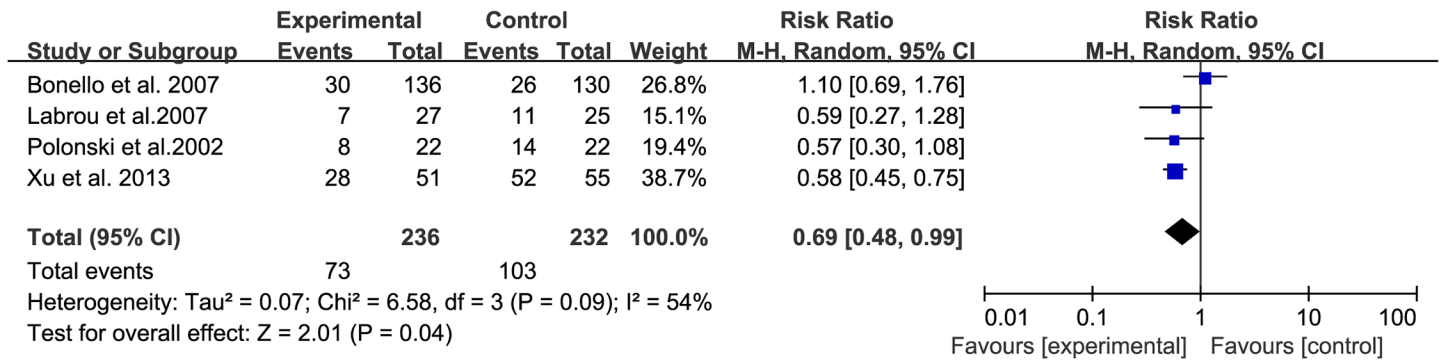 Experimental Control Risk Ratio Risk Ratio
Study or Subgroup Events Total Events Total Weight M-H, Random, 95% CI M-H, Random, 95% CI
Bonello et al. 2007 30 136 26 130 26.8% 1.10 [0.69, 1.76]
Labrou et al.2007 7 27 11 25 15.1% 0.59 [0.27, 1.28]
Polonski et al.2002 8 22 14 22 19.4% 0.57 [0.30, 1.08]
Xu et al. 2013 28 51 52 55 38.7% 0.58 [0.45, 0.75]
Total (95% CI) 236 232 100.0% 0.69 [0.48, 0.99]
Total events 73 103
Heterogeneity: Tau² = 0.07; Chi² = 6.58, df = 3 (P = 0.09); I² = 54%
Test for overall effect: Z = 2.01 (P = 0.04)
0.01 0.1 1 10 100
Favours [experimental] Favours [control]